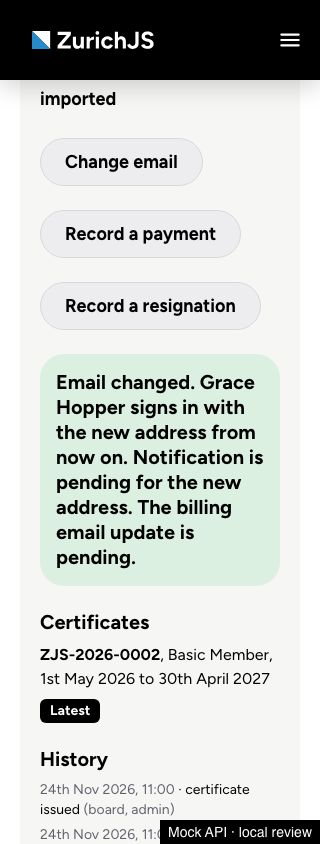 ZurichJS
imported
Change email
Record a payment
Record a resignation
Email changed. Grace
Hopper signs in with
the new address from
now on. Notification is
pending for the new
address. The billing
email update is
pending.
Certificates
ZJS-2026-0002, Basic Member,
1st May 2026 to 30th April 2027
Latest
History
24th Nov 2026, 11:00 · certificate
issued (board, admin)
24th Nov 2026,
Mock API · local review